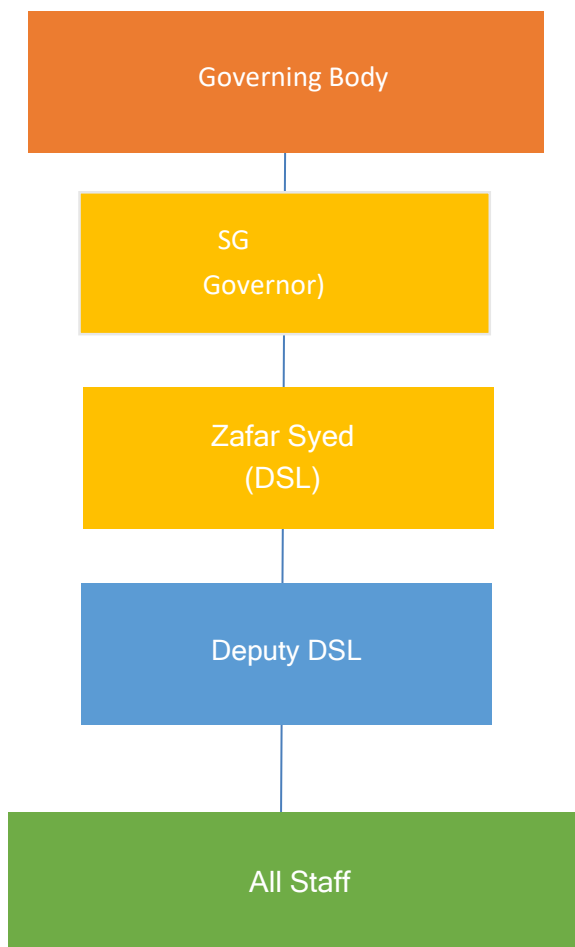 Governing Body
SG
Governor)
Zafar Syed
(DSL)
Deputy DSL
All Staff